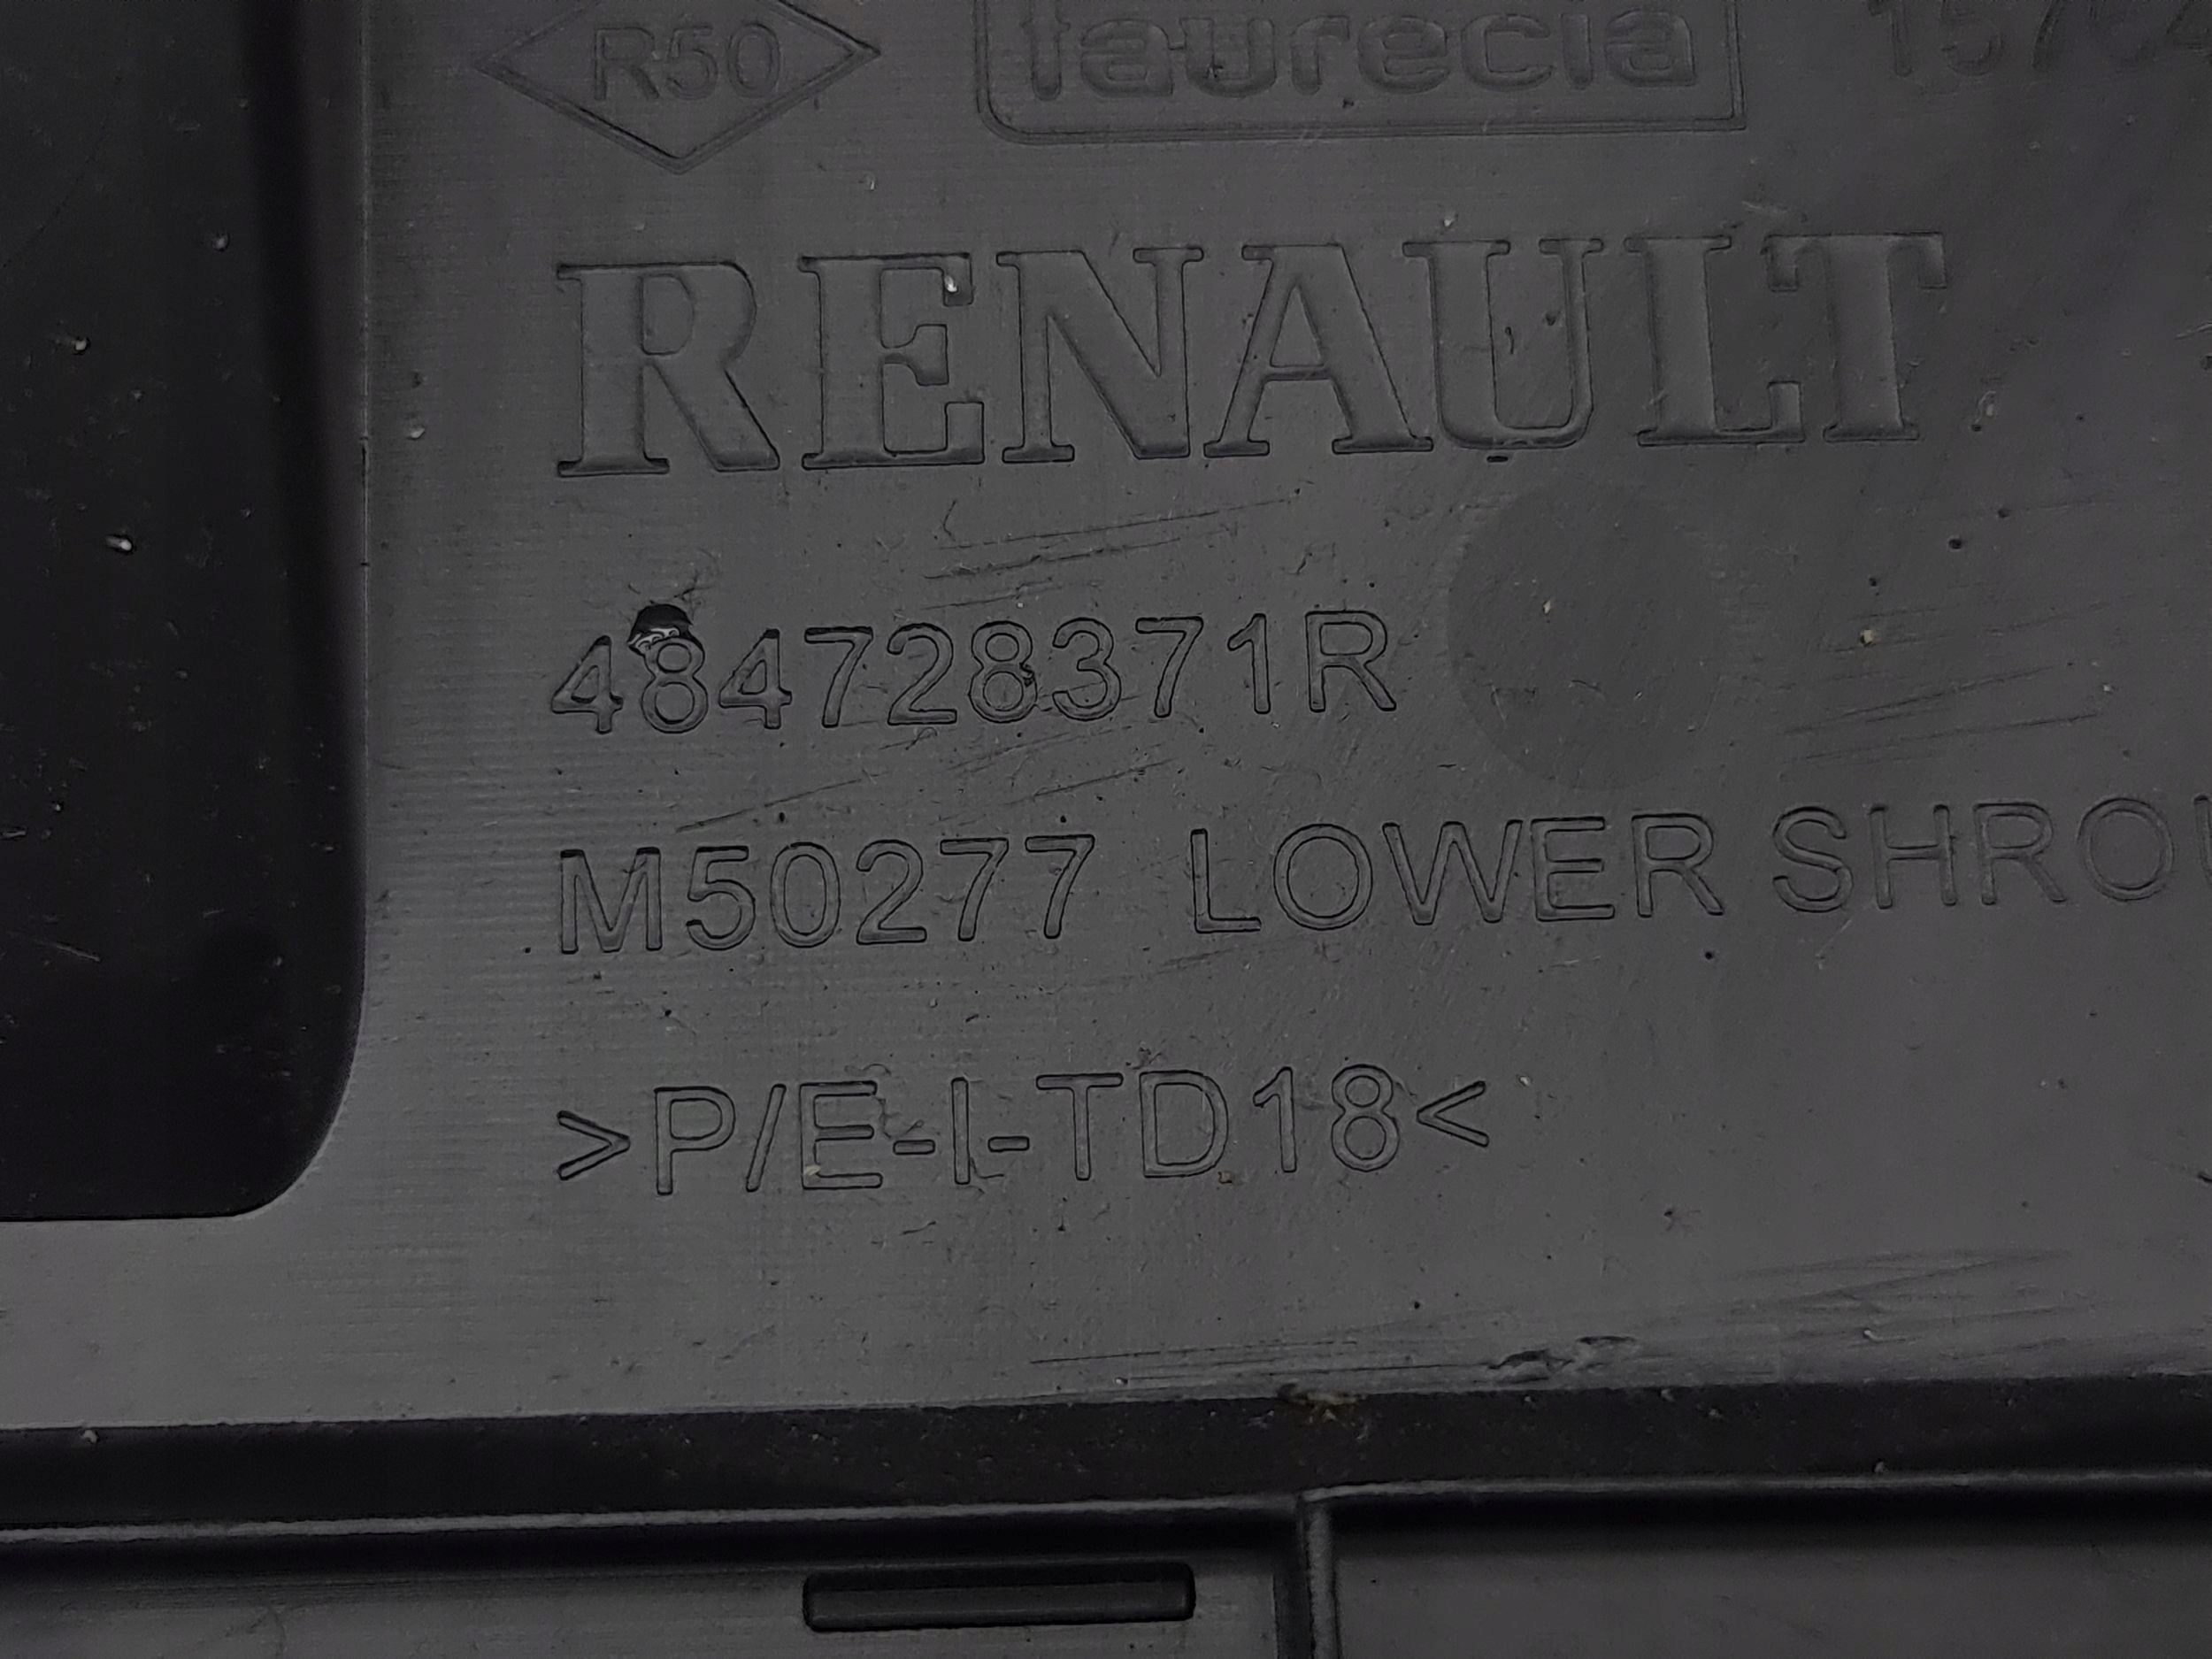 R50 faurecia
RENAULT
484728371R
M50277 LOWER SHROU
>P/E-I-TD18<